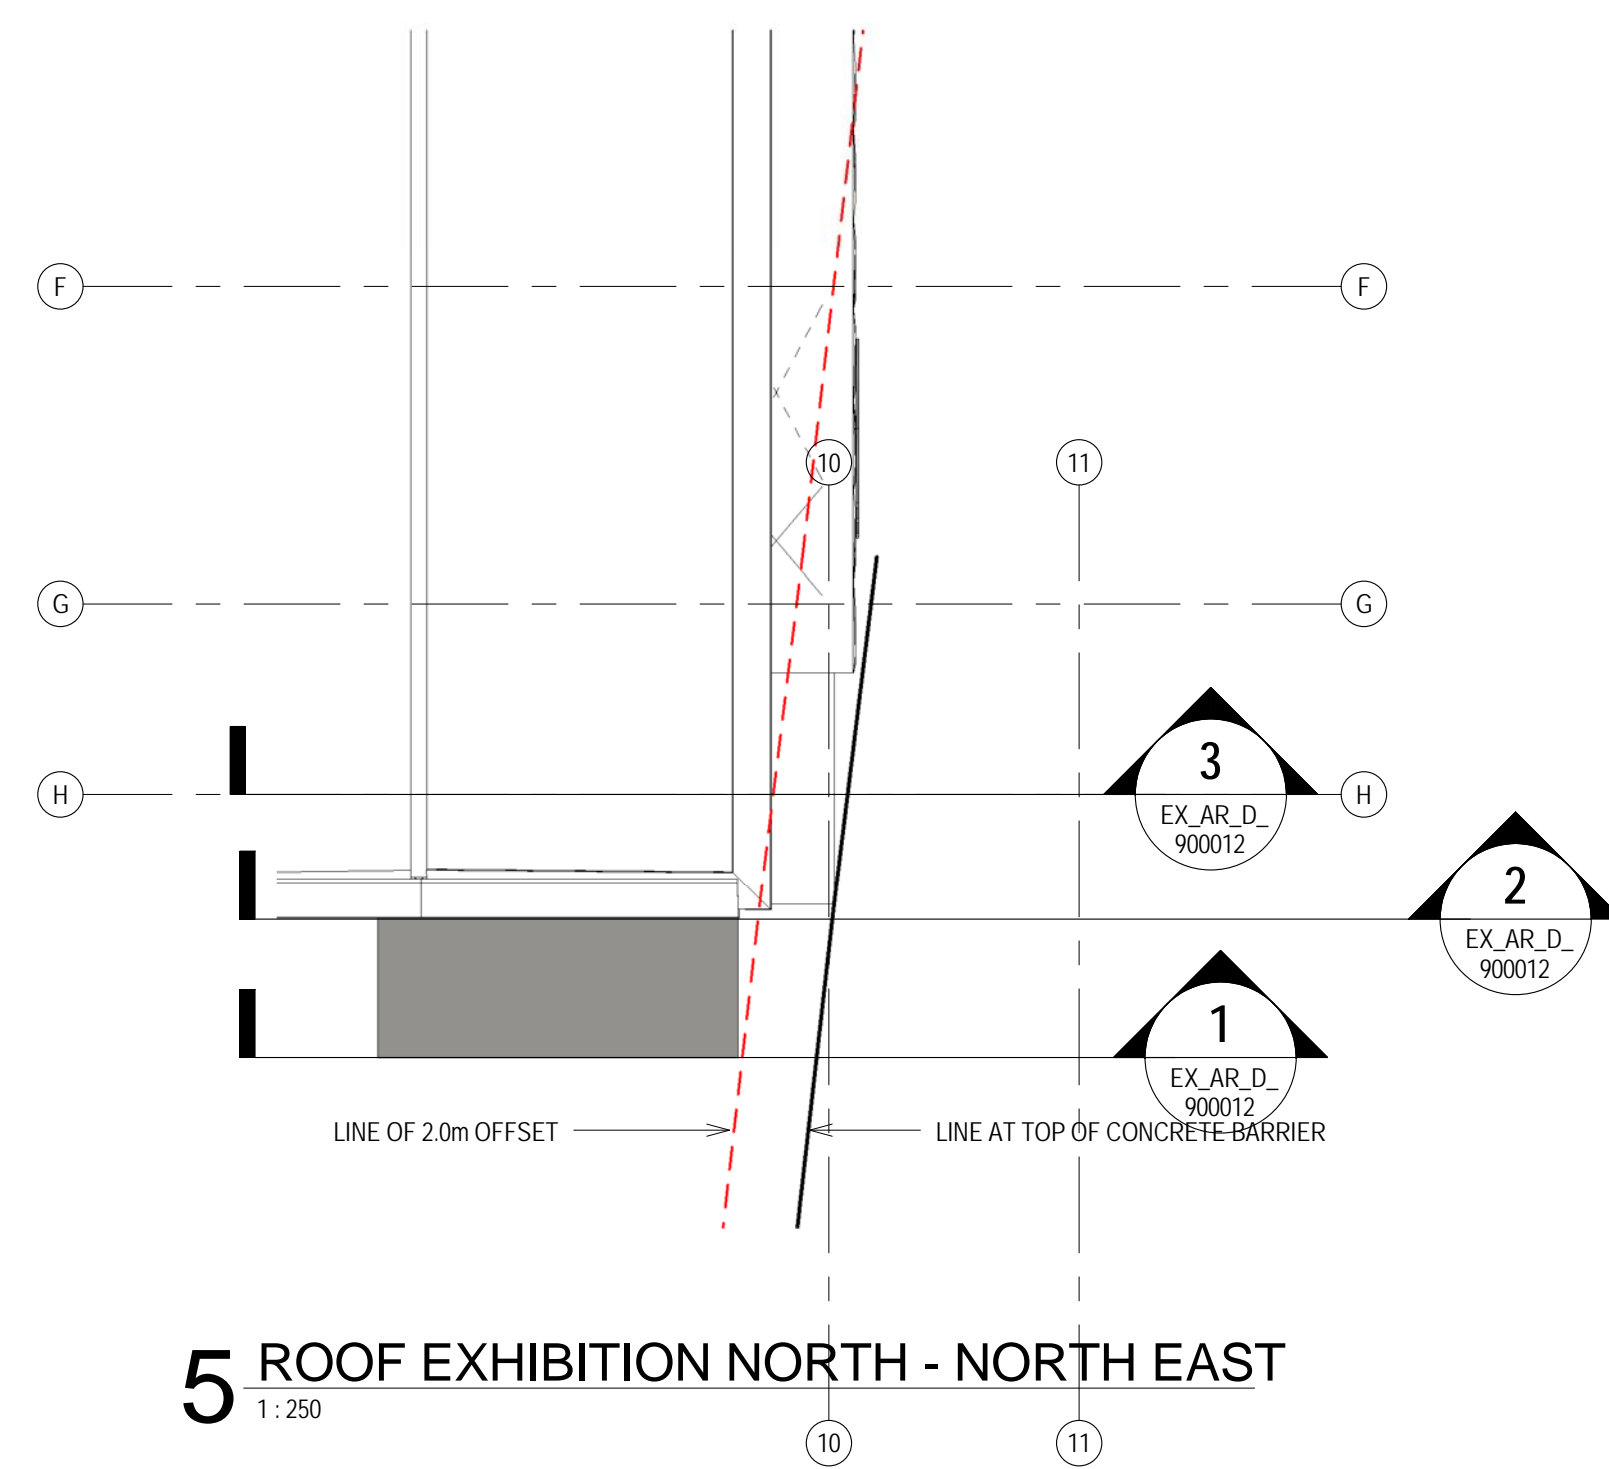 F
F
10
11
G
G
3
EX_AR_D_
900012
H
H
2
EX_AR_D_
900012
1
EX_AR_D_
900012
LINE OF 2.0m OFFSET
LINE AT TOP OF CONCRETE BARRIER
5 ROOF EXHIBITION NORTH - NORTH EAST
1 : 250
10
11